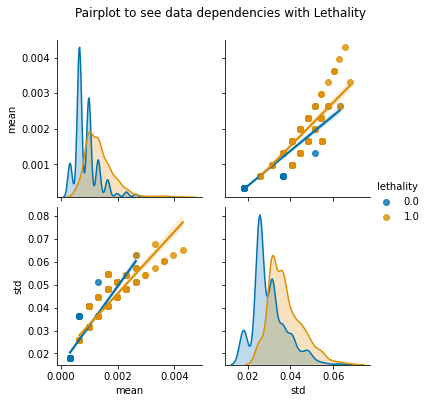 Pairplot to see data dependencies with Lethality
0.004
0.003
0.002
0.001
mean
lethality
0.0
1.0
0.08
0.07
0.06
0.05
0.04
0.03
0.02
std
0.000 0.002 0.004
mean
0.02 0.04 0.06
std